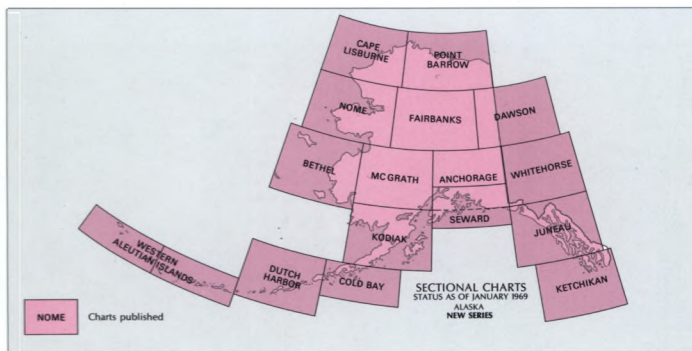 CAPE
LISBURNE
POINT
BARROW
NOME
FAIRBANKS
DAWSON
BETHEL
MC GRATH
ANCHORAGE
WHITEHORSE
SEWARD
KODIAK
JUNEAU
WESTERN
ALEUTIAN ISLANDS
DUTCH
HARBOR
COLD BAY
KETCHIKAN
SECTIONAL CHARTS
STATUS AS OF JANUARY 1969
ALASKA
NEW SERIES
NOME Charts published